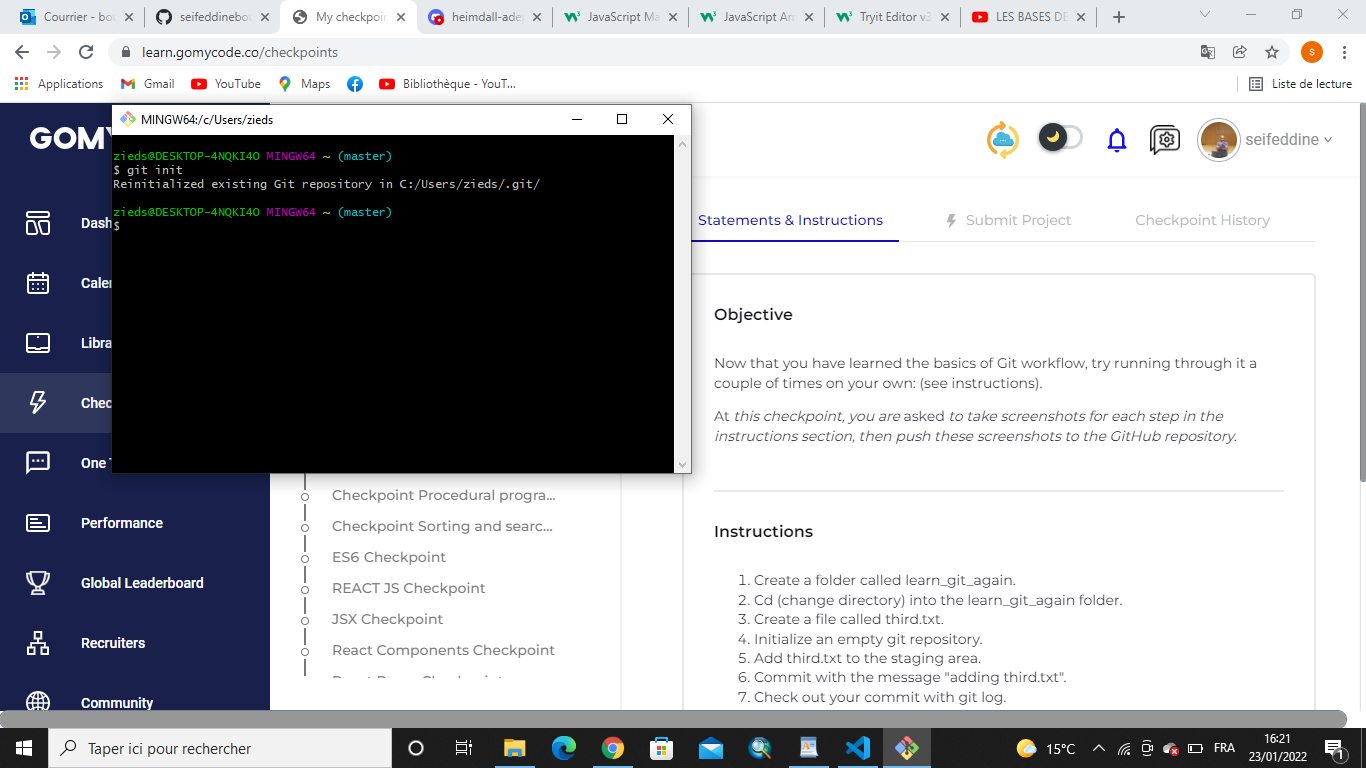 Courrier - bou
seifeddinebou
My checkpoin
heimdall-ade
JavaScript Ma
JavaScript Arr
Tryit Editor v3
LES BASES DE
learn.gomycode.co/checkpoints
s
Applications
Gmail
YouTube
Maps
Bibliothèque - YouT...
Liste de lecture
GOMY
MINGW64:/c/Users/zieds
zieds@DESKTOP-4NQKI4O MINGW64 ~ (master)
$ git init
Reinitialized existing Git repository in C:/Users/zieds/.git/
zieds@DESKTOP-4NQKI4O MINGW64 ~ (master)
$
seifeddine
Dash
Caler
Libra
Chec
One T
Performance
Global Leaderboard
Recruiters
Community
Statements & Instructions
Submit Project
Checkpoint History
Checkpoint Procedural progra...
Checkpoint Sorting and searc...
ES6 Checkpoint
REACT JS Checkpoint
JSX Checkpoint
React Components Checkpoint
Objective
Now that you have learned the basics of Git workflow, try running through it a
couple of times on your own: (see instructions).
At this checkpoint, you are asked to take screenshots for each step in the
instructions section, then push these screenshots to the GitHub repository.
Instructions
1. Create a folder called learn_git_again.
2. Cd (change directory) into the learn_git_again folder.
3. Create a file called third.txt.
4. Initialize an empty git repository.
5. Add third.txt to the staging area.
6. Commit with the message "adding third.txt".
7. Check out your commit with git log.
Taper ici pour rechercher
15°C
FRA
16:21
23/01/2022
1